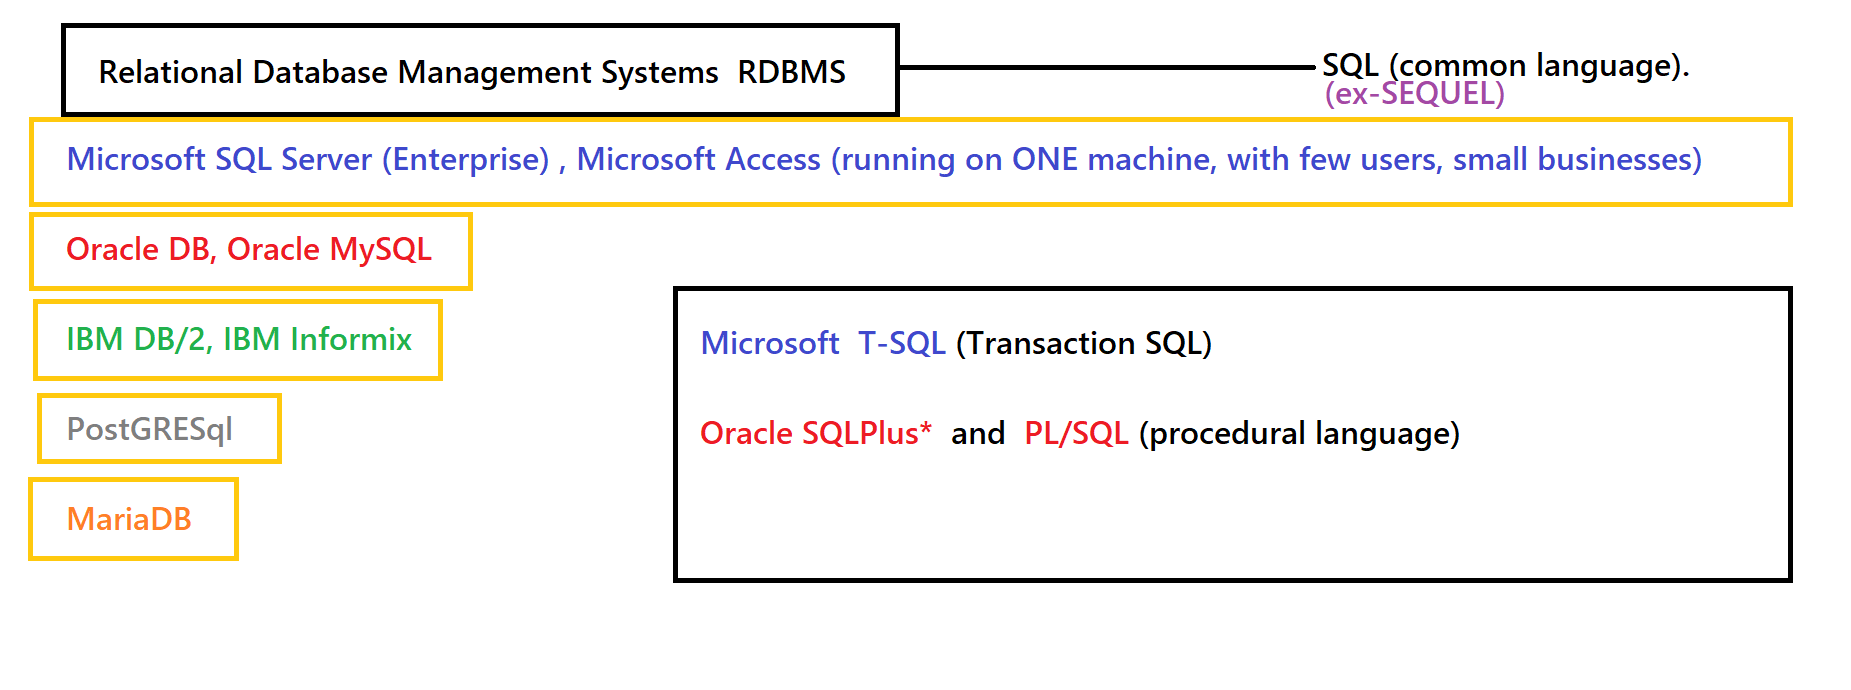 Relational Database Management Systems  RDBMS
SQL (common language).
(ex-SEQUEL)
Microsoft SQL Server (Enterprise) , Microsoft Access (running on ONE machine, with few users, small businesses)
Oracle DB, Oracle MySQL
IBM DB/2, IBM Informix
PostGRESql
MariaDB
Microsoft  T-SQL (Transaction SQL)
Oracle SQLPlus*  and  PL/SQL (procedural language)